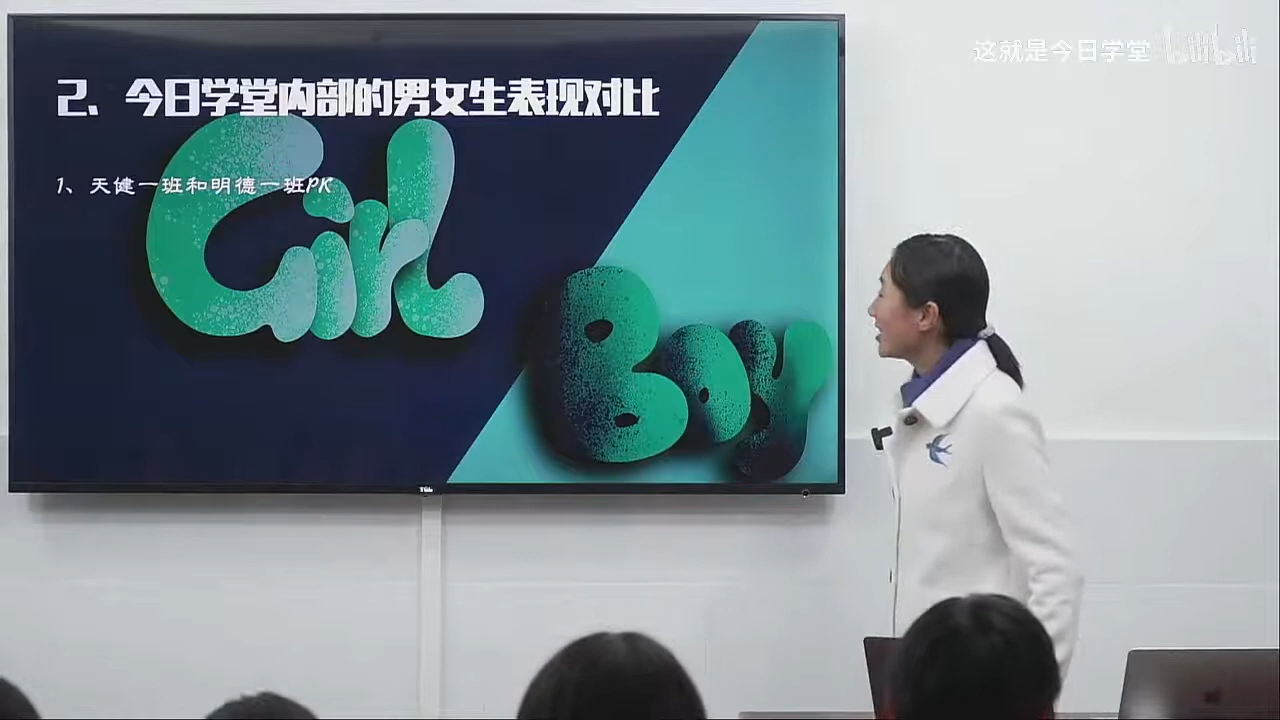 这就是今日学堂 bilibili
2、今日学堂内部的男女生表现对比
1、天健一班和明德一班PK
Girl
Boy